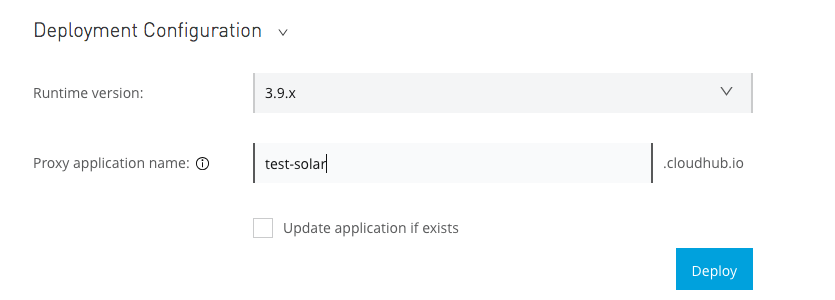 Deployment Configuration
Runtime version: 3.9.x
Proxy application name: test-solar .cloudhub.io
Update application if exists
Deploy